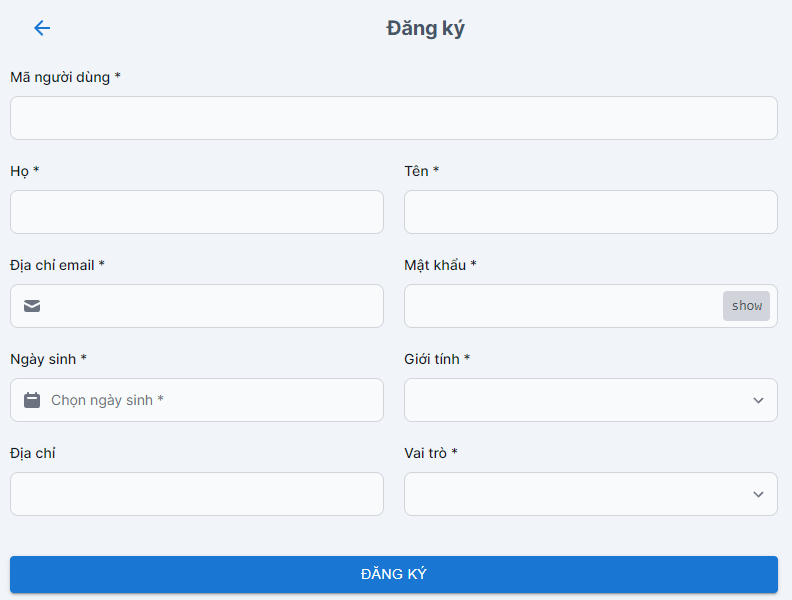 Đăng ký
Mã người dùng *
Họ *
Tên *
Địa chỉ email *
Mật khẩu *
show
Ngày sinh *
Giới tính *
Chọn ngày sinh *
Địa chỉ
Vai trò *
ĐĂNG KÝ